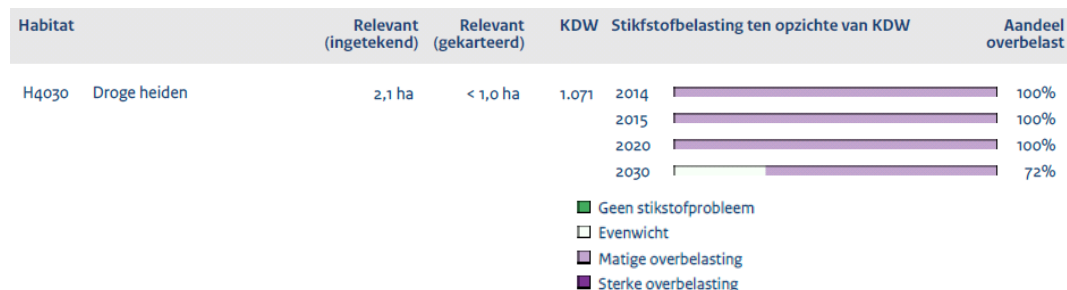 Habitat Relevant (ingetekend) Relevant (gekarteerd) KDW Stikfstofbelasting ten opzichte van KDW Aandeel overbelast
H4030 Droge heiden 2,1 ha < 1,0 ha 1.071 2014 100%
2015 100%
2020 100%
2030 72%
Geen stikstofprobleem
Evenwicht
Matige overbelasting
Sterke overbelasting